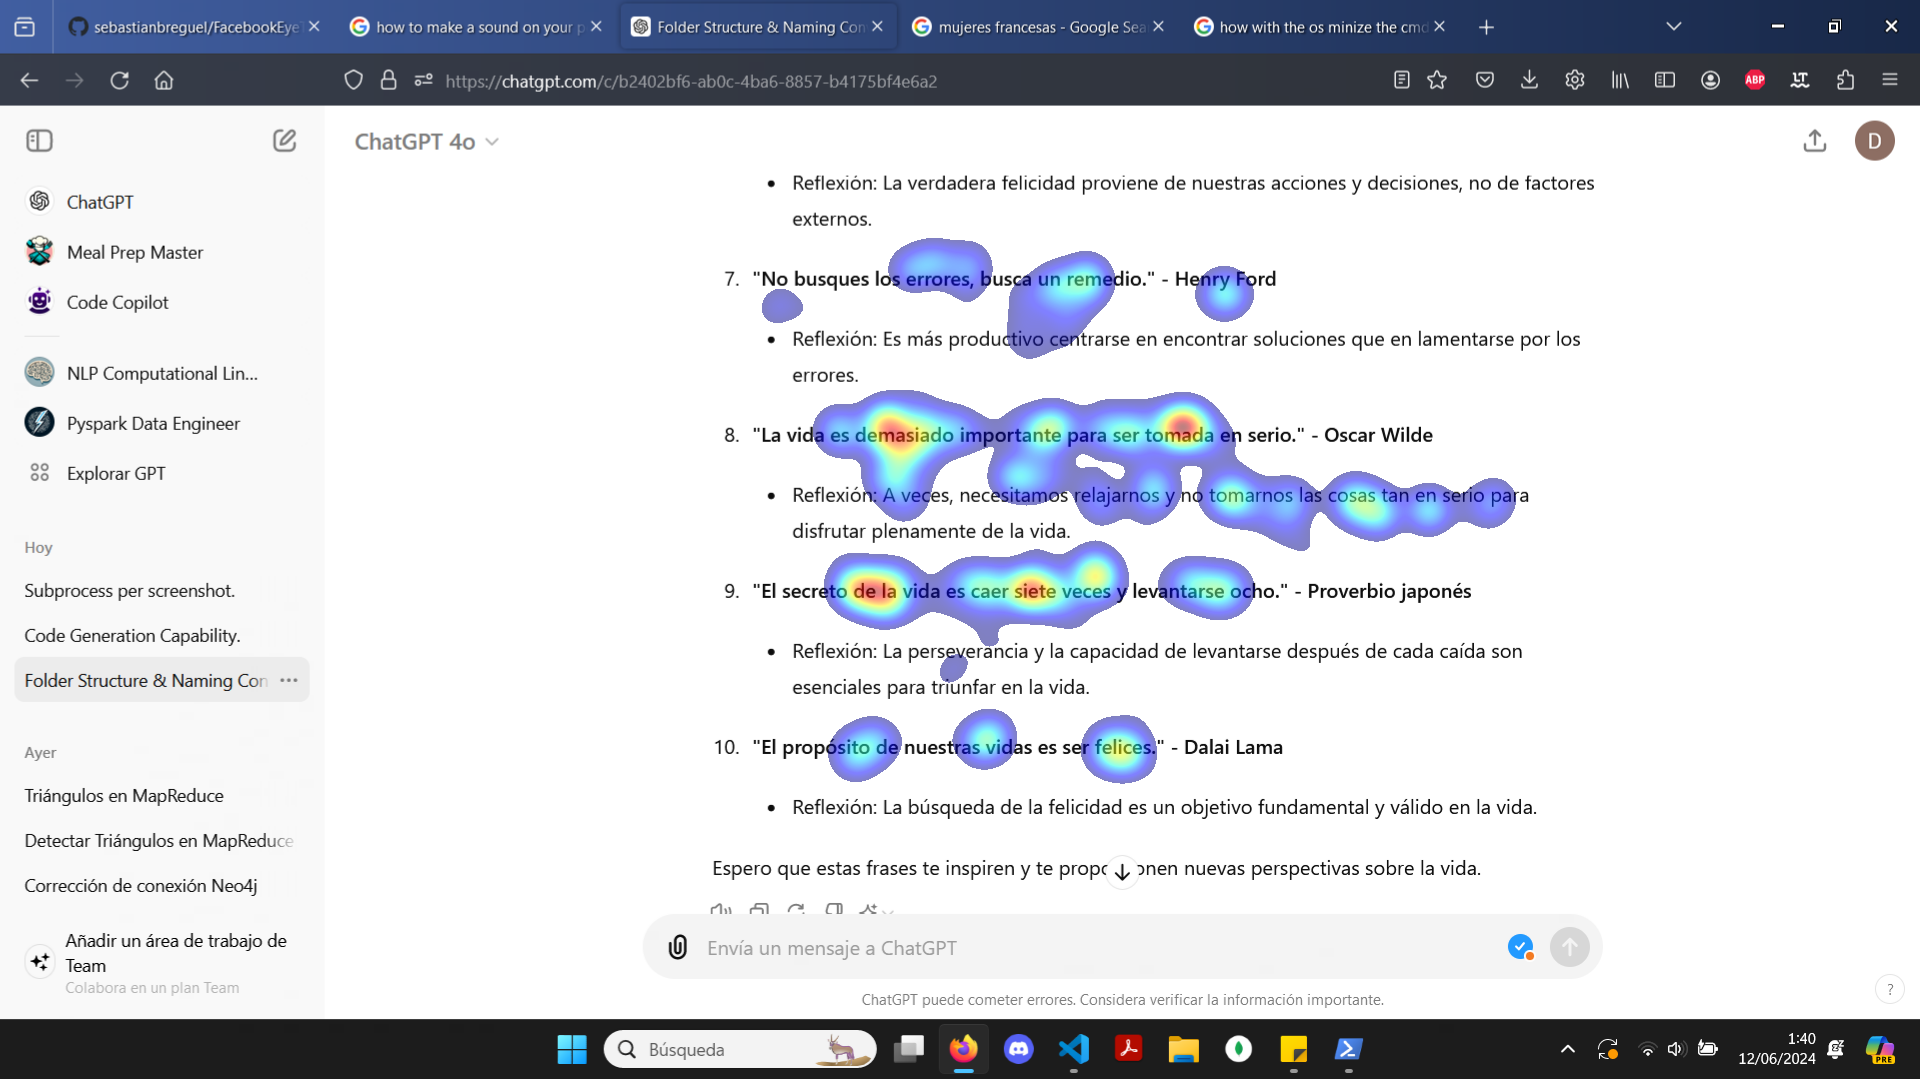 sebastianbreguel/FacebookEye
how to make a sound on your p
Folder Structure & Naming Con
mujeres francesas - Google Sea
how with the os minize the cmd
https://chatgpt.com/c/b2402bf6-ab0c-4ba6-8857-b4175bf4e6a2
ABP
LT
ChatGPT 4o
D
ChatGPT
Meal Prep Master
Code Copilot
NLP Computational Lin...
Pyspark Data Engineer
Explorar GPT
Hoy
Subprocess per screenshot.
Code Generation Capability.
Folder Structure & Naming Con
Ayer
Triángulos en MapReduce
Detectar Triángulos en MapReduce
Corrección de conexión Neo4j
Añadir un área de trabajo de
Team
Colabora en un plan Team
• Reflexión: La verdadera felicidad proviene de nuestras acciones y decisiones, no de factores
externos.
7. "No busques los errores, busca un remedio." - Henry Ford
• Reflexión: Es más productivo centrarse en encontrar soluciones que en lamentarse por los
errores.
8. "La vida es demasiado importante para ser tomada en serio." - Oscar Wilde
• Reflexión: A veces, necesitamos relajarnos y no tomarnos las cosas tan en serio para
disfrutar plenamente de la vida.
9. "El secreto de la vida es caer siete veces y levantarse ocho." - Proverbio japonés
• Reflexión: La perseverancia y la capacidad de levantarse después de cada caída son
esenciales para triunfar en la vida.
10. "El propósito de nuestras vidas es ser felices." - Dalai Lama
• Reflexión: La búsqueda de la felicidad es un objetivo fundamental y válido en la vida.
Espero que estas frases te inspiren y te propo onen nuevas perspectivas sobre la vida.
Envía un mensaje a ChatGPT
ChatGPT puede cometer errores. Considera verificar la información importante.
?
Búsqueda
1:40
12/06/2024
PRE